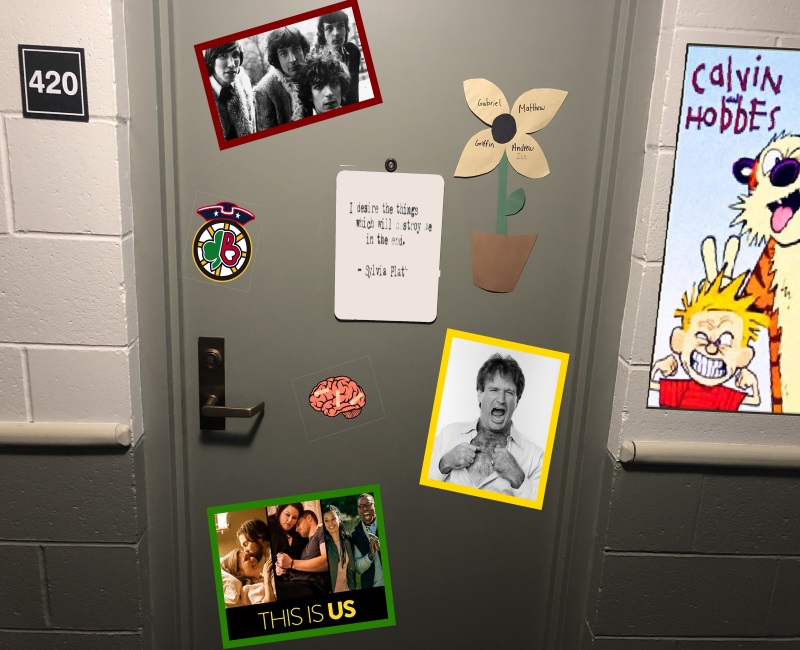 420
CALVIN
and
HOBBES
Gabriel
Matthew
Griffin
Andrew
I desire the things
which will destroy me
in the end.
- Sylvia Plath
B
THIS IS US